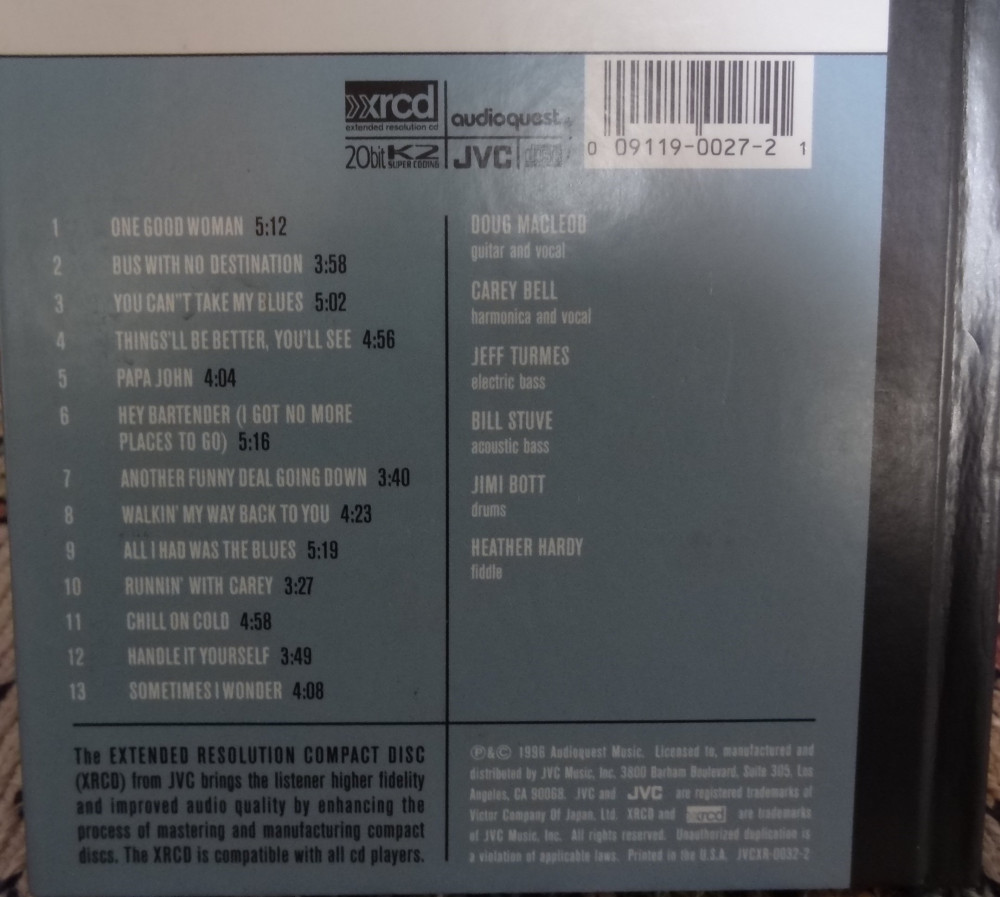 xrcd
extended resolution cd
audioquest
20bit K2
SUPER CODING
JVC
0 09119-0027-2 1
1 ONE GOOD WOMAN 5:12
2 BUS WITH NO DESTINATION 3:58
3 YOU CAN"T TAKE MY BLUES 5:02
4 THINGS'LL BE BETTER, YOU'LL SEE 4:56
5 PAPA JOHN 4:04
6 HEY BARTENDER (I GOT NO MORE
PLACES TO GO) 5:16
7 ANOTHER FUNNY DEAL GOING DOWN 3:40
8 WALKIN' MY WAY BACK TO YOU 4:23
9 ALL I HAD WAS THE BLUES 5:19
10 RUNNIN' WITH CAREY 3:27
11 CHILL ON COLD 4:58
12 HANDLE IT YOURSELF 3:49
13 SOMETIMES I WONDER 4:08
DOUG MACLEOD
guitar and vocal
CAREY BELL
harmonica and vocal
JEFF TURMES
electric bass
BILL STUVE
acoustic bass
JIMI BOTT
drums
HEATHER HARDY
fiddle
The EXTENDED RESOLUTION COMPACT DISC
(XRCD) from JVC brings the listener higher fidelity
and improved audio quality by enhancing the
process of mastering and manufacturing compact
discs. The XRCD is compatible with all cd players.
℗&© 1996 Audioquest Music. Licensed to, manufactured and
distributed by JVC Music, Inc. 3800 Barham Boulevard, Suite 305, Los
Angeles, CA 90068. JVC and JVC are registered trademarks of
Victor Company Of Japan, Ltd. XRCD and xrcd are trademarks
of JVC Music, Inc. All rights reserved. Unauthorized duplication is
a violation of applicable laws. Printed in the U.S.A. JVCXR-0032-2